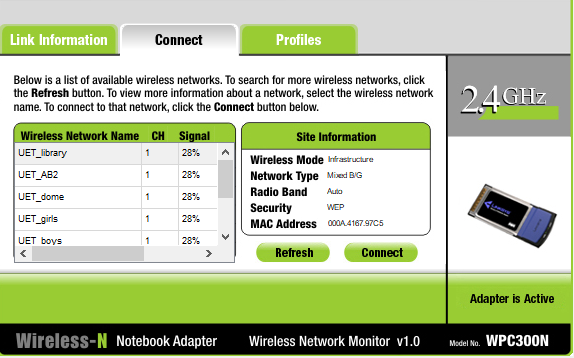 Link Information
Connect
Profiles
Below is a list of available wireless networks. To search for more wireless networks, click
the Refresh button. To view more information about a network, select the wireless network
name. To connect to that network, click the Connect button below.
2.4GHz
Wireless Network Name CH Signal
UET_library 1 28%
UET_AB2 1 28%
UET_dome 1 28%
UET_girls 1 28%
UET_boys 1 28%
Site Information
Wireless Mode Infrastructure
Network Type Mixed B/G
Radio Band Auto
Security WEP
MAC Address 000A.4167.97C5
Refresh
Connect
Adapter is Active
Wireless-N Notebook Adapter Wireless Network Monitor v1.0 Model No. WPC300N